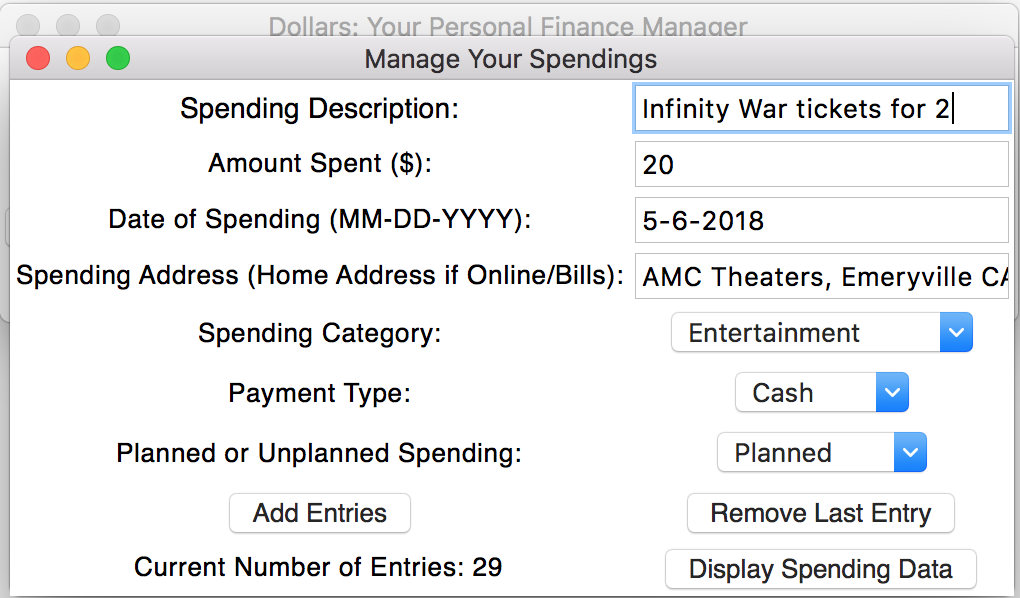 Dollars: Your Personal Finance Manager
Manage Your Spendings
Spending Description: Infinity War tickets for 2
Amount Spent ($): 20
Date of Spending (MM-DD-YYYY): 5-6-2018
Spending Address (Home Address if Online/Bills): AMC Theaters, Emeryville CA
Spending Category: Entertainment
Payment Type: Cash
Planned or Unplanned Spending: Planned
Add Entries Remove Last Entry
Current Number of Entries: 29 Display Spending Data